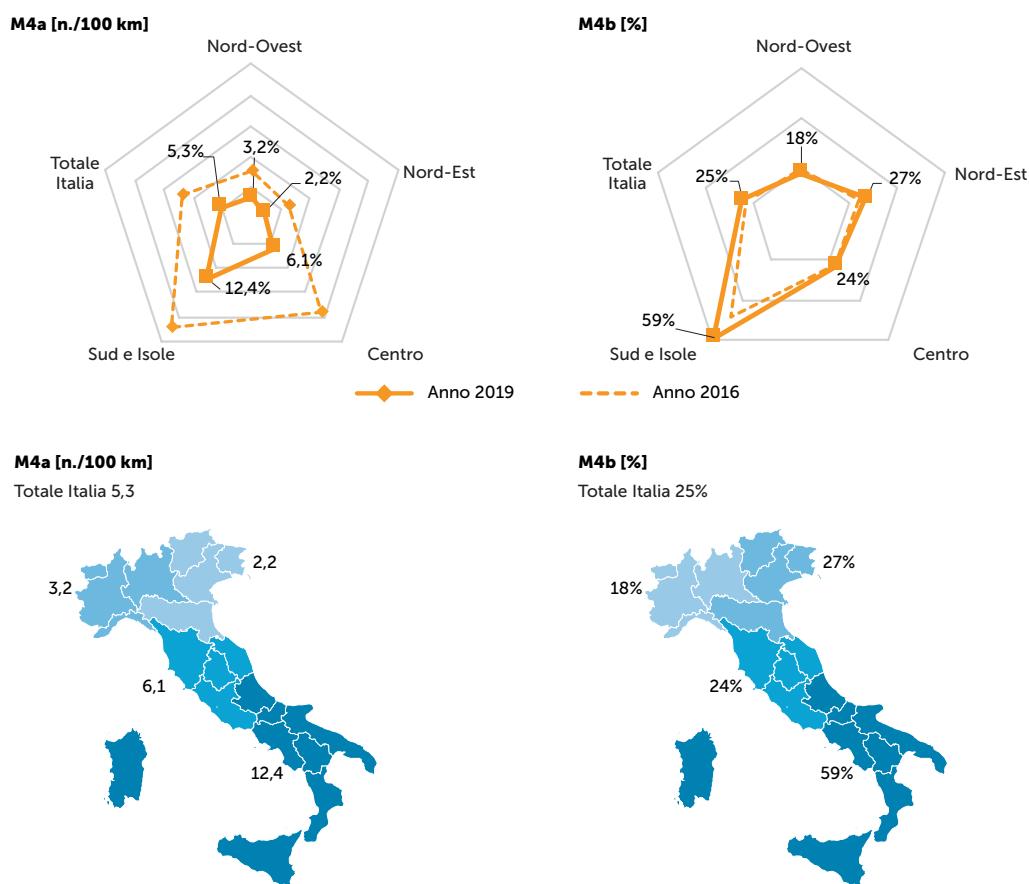 M4a [n./100 km]
Nord-Ovest
5,3%
3,2%
2,2%
Totale
Italia
Nord-Est
6,1%
12,4%
Sud e Isole
Centro
M4b [%]
Nord-Ovest
18%
25%
27%
Totale
Italia
Nord-Est
24%
59%
Sud e Isole
Centro
Anno 2019
Anno 2016
M4a [n./100 km]
Totale Italia 5,3
2,2
3,2
6,1
12,4
M4b [%]
Totale Italia 25%
27%
18%
24%
59%